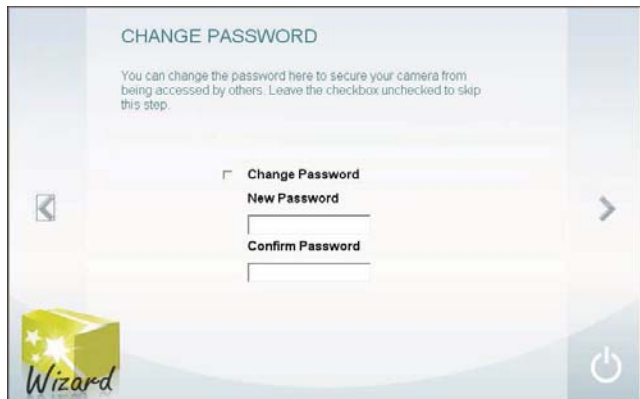 CHANGE PASSWORD
You can change the password here to secure your camera from
being accessed by others. Leave the checkbox unchecked to skip
this step.
Change Password
New Password
Confirm Password
Wizard